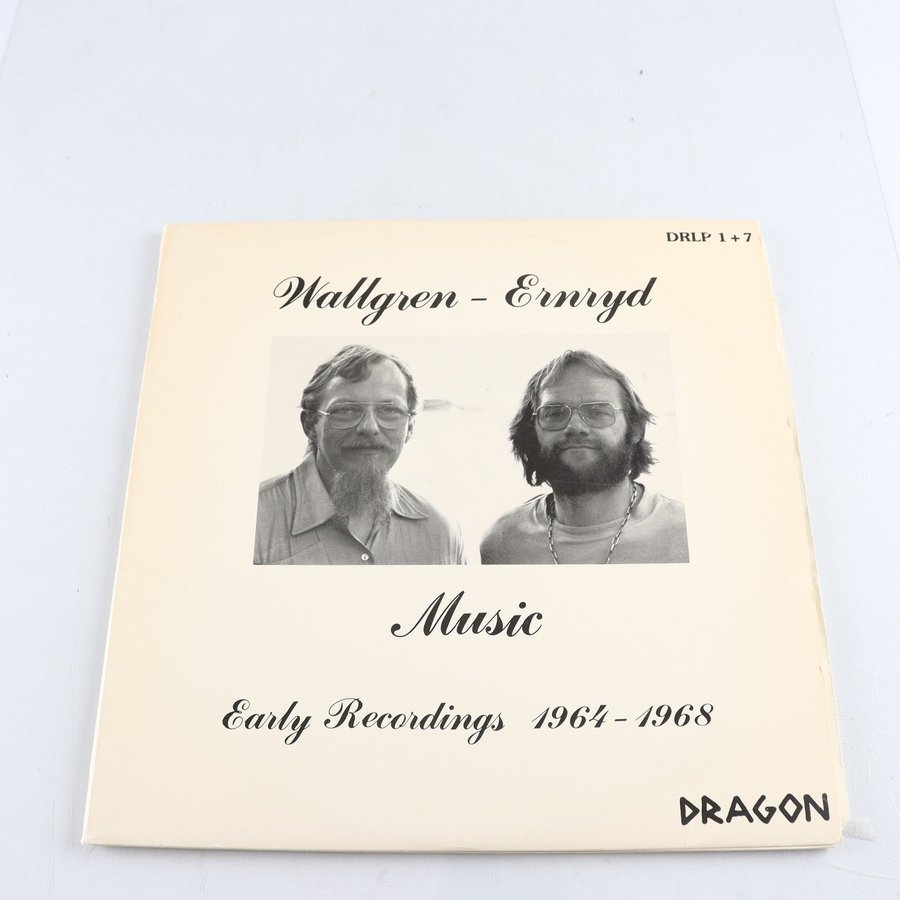 DRLP 1 + 7
Wallgren - Ernryd
Music
Early Recordings 1964 - 1968
DRAGON